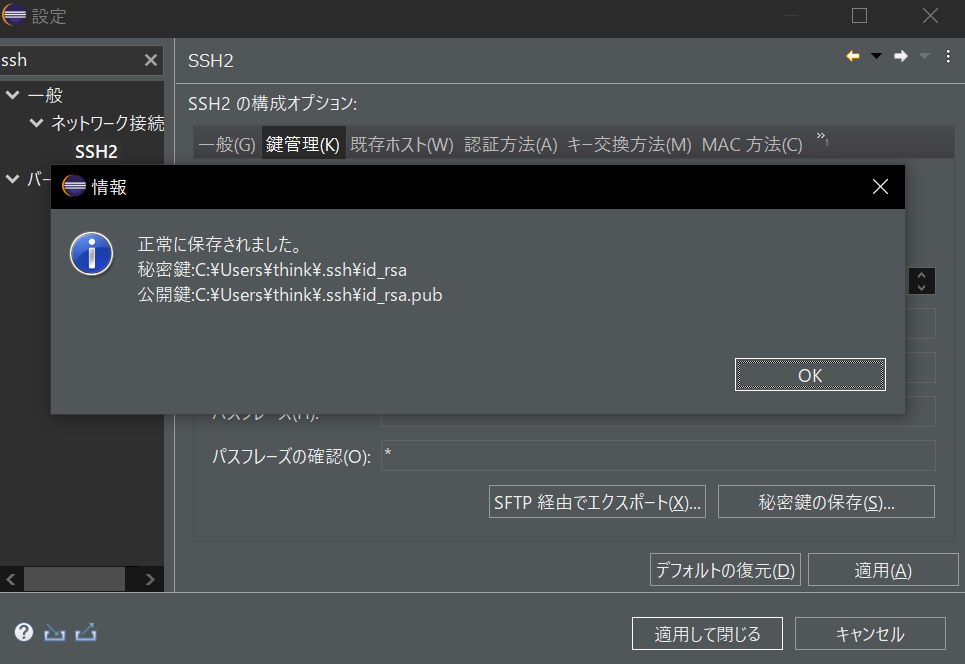 設定
ssh
SSH2
一般
SSH2 の構成オプション:
ネットワーク接続
一般(G) 鍵管理(K) 既存ホスト(W) 認証方法(A) キー交換方法(M) MAC 方法(C) »1
SSH2
バー
情報
正常に保存されました。
秘密鍵:C:¥Users¥think¥.ssh¥id_rsa
公開鍵:C:¥Users¥think¥.ssh¥id_rsa.pub
OK
パスフレーズ(H):
パスフレーズの確認(O): *
SFTP 経由でエクスポート(X)... 秘密鍵の保存(S)...
デフォルトの復元(D) 適用(A)
適用して閉じる キャンセル